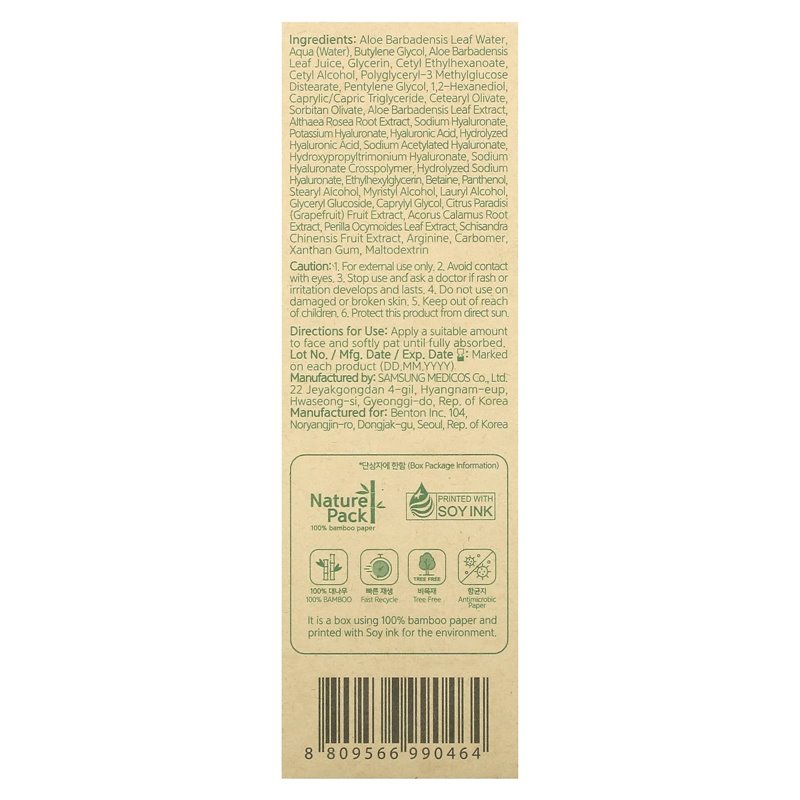 Ingredients: Aloe Barbadensis Leaf Water,
Aqua (Water), Butylene Glycol, Aloe Barbadensis
Leaf Juice, Glycerin, Cetyl Ethylhexanoate,
Cetyl Alcohol, Polyglyceryl-3 Methylglucose
Distearate, Pentylene Glycol, 1,2-Hexanediol,
Caprylic/Capric Triglyceride, Cetearyl Olivate,
Sorbitan Olivate, Aloe Barbadensis Leaf Extract,
Althaea Rosea Root Extract, Sodium Hyaluronate,
Potassium Hyaluronate, Hyaluronic Acid, Hydrolyzed
Hyaluronic Acid, Sodium Acetylated Hyaluronate,
Hydroxypropyltrimonium Hyaluronate, Sodium
Hyaluronate Crosspolymer, Hydrolyzed Sodium
Hyaluronate, Ethylhexylglycerin, Betaine, Panthenol,
Stearyl Alcohol, Myristyl Alcohol, Lauryl Alcohol,
Glyceryl Glucoside, Caprylyl Glycol, Citrus Paradisi
(Grapefruit) Fruit Extract, Acorus Calamus Root
Extract, Perilla Ocymoides Leaf Extract, Schisandra
Chinensis Fruit Extract, Arginine, Carbomer,
Xanthan Gum, Maltodextrin
Caution: 1. For external use only. 2. Avoid contact
with eyes. 3. Stop use and ask a doctor if rash or
irritation develops and lasts. 4. Do not use on
damaged or broken skin. 5. Keep out of reach
of children. 6. Protect this product from direct sun.
Directions for Use: Apply a suitable amount
to face and softly pat until fully absorbed.
Lot No. / Mfg. Date / Exp. Date : Marked
on each product (DD.MM.YYYY)
Manufactured by: SAMSUNG MEDICOS Co., Ltd.
22 Jeyakgongdan 4-gil, Hyangnam-eup,
Hwaseong-si, Gyeonggi-do, Rep. of Korea
Manufactured for: Benton Inc. 104,
Noryangjin-ro, Dongjak-gu, Seoul, Rep. of Korea
*단상자에 한함 (Box Package Information)
Nature
Pack
100% bamboo paper
PRINTED WITH
SOY INK
TREE FREE
100% 대나무 빠른 재생 비목재 항균지
100% BAMBOO Fast Recycle Tree Free Antimicrobic
Paper
It is a box using 100% bamboo paper and
printed with Soy ink for the environment.
8 809566 990464